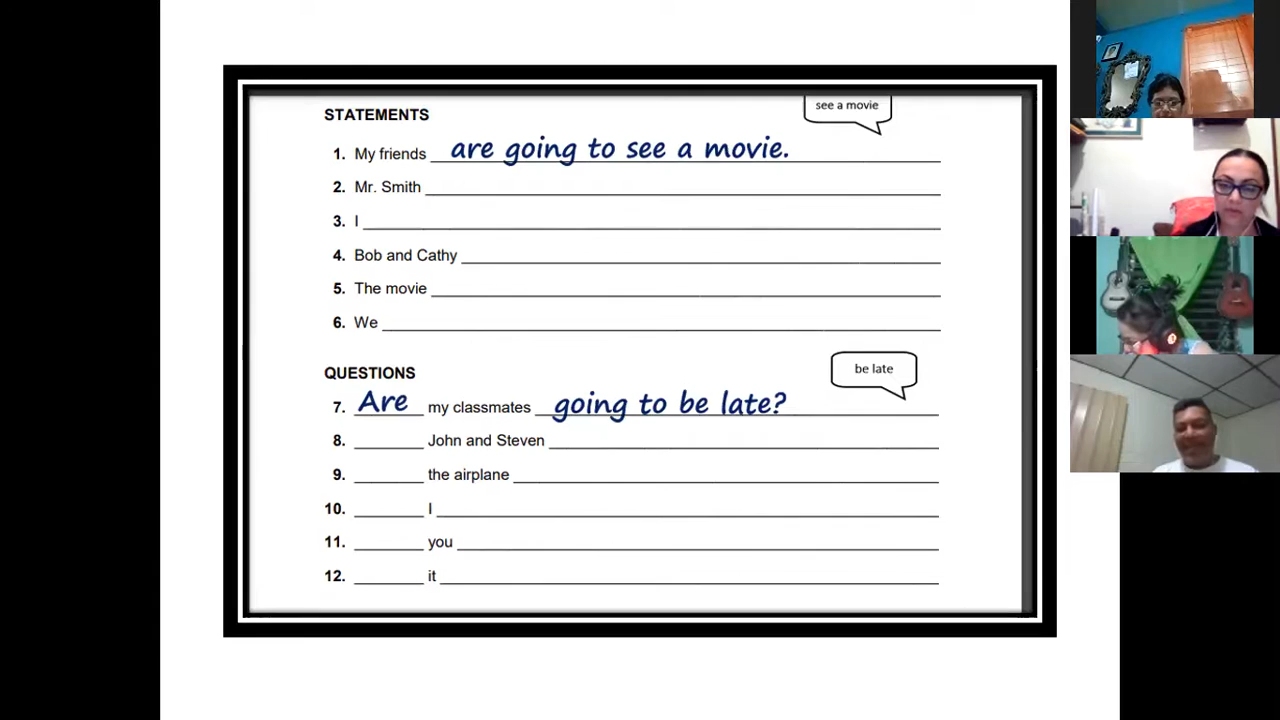 see a movie
STATEMENTS
1. My friends are going to see a movie.
2. Mr. Smith
3. I
4. Bob and Cathy
5. The movie
6. We
be late
QUESTIONS
7. Are my classmates going to be late?
8. John and Steven
9. the airplane
10. I
11. you
12. it